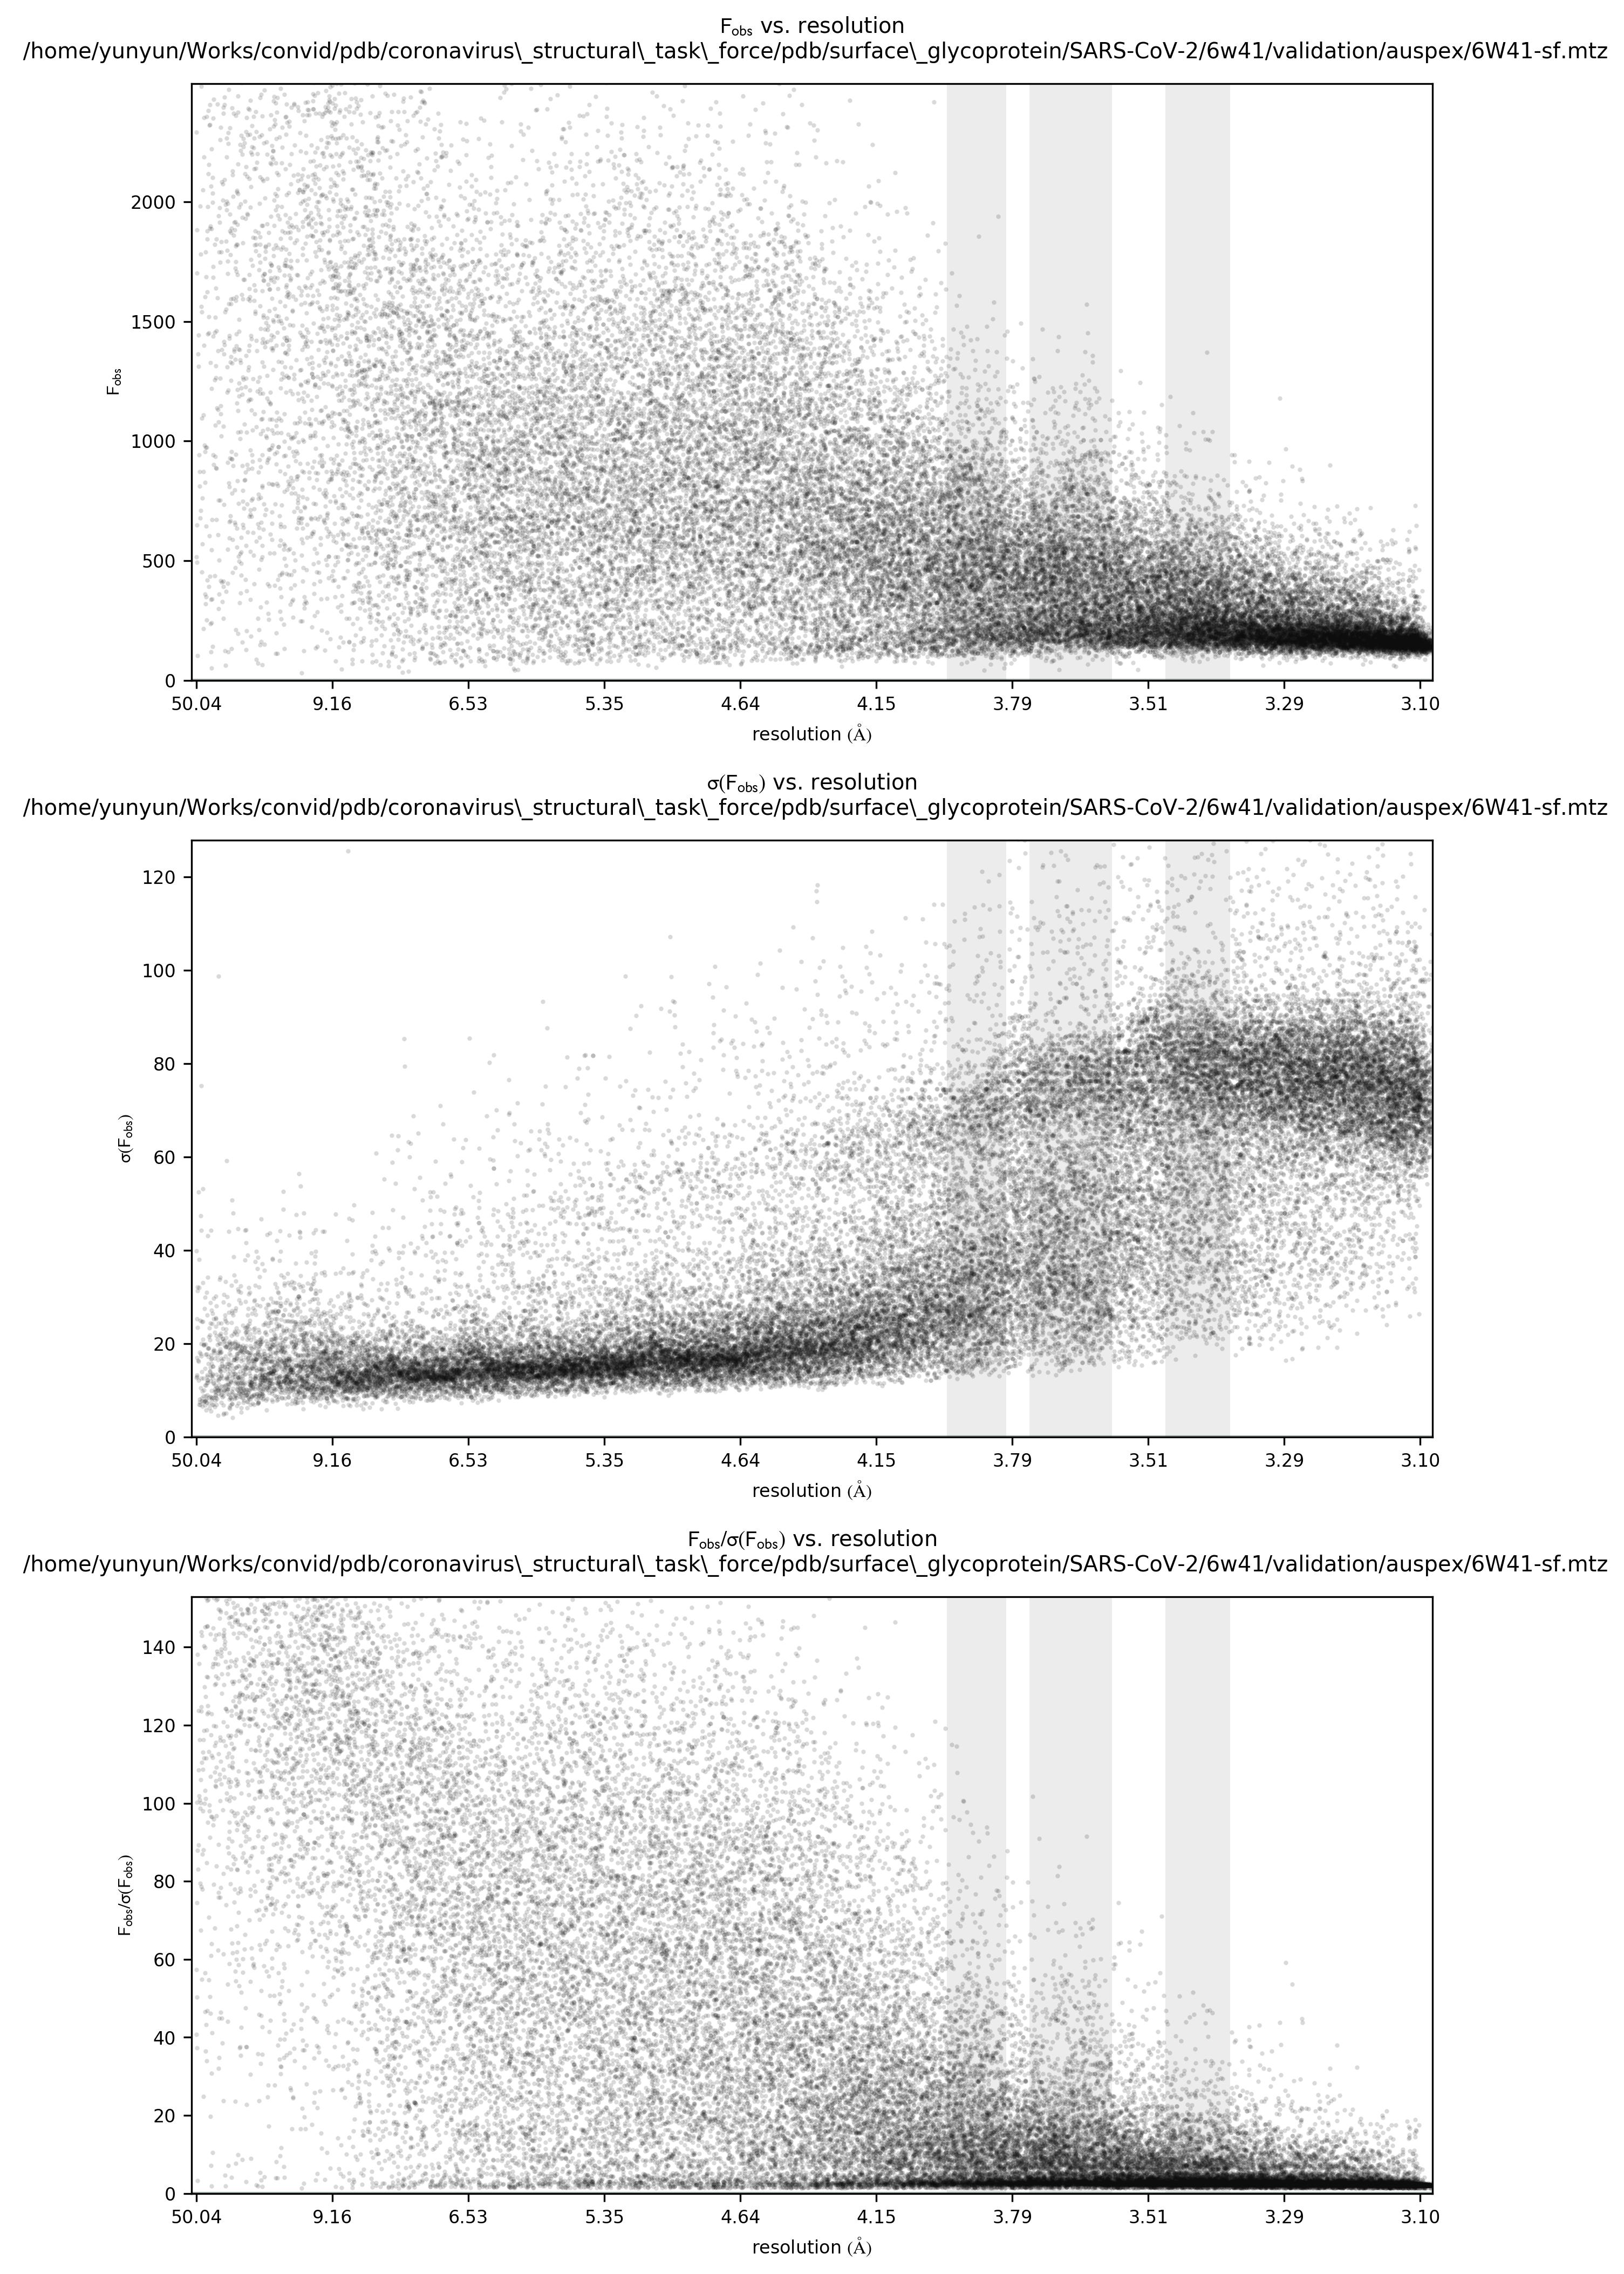 Fobs vs. resolution
/home/yunyun/Works/convid/pdb/coronavirus\_structural\_task\_force/pdb/surface\_glycoprotein/SARS-CoV-2/6w41/validation/auspex/6W41-sf.mtz
2000
1500
1000
500
0
Fobs
50.04 9.16 6.53 5.35 4.64 4.15 3.79 3.51 3.29 3.10
resolution (Å)
σ(Fobs) vs. resolution
/home/yunyun/Works/convid/pdb/coronavirus\_structural\_task\_force/pdb/surface\_glycoprotein/SARS-CoV-2/6w41/validation/auspex/6W41-sf.mtz
120
100
80
60
40
20
0
σ(Fobs)
50.04 9.16 6.53 5.35 4.64 4.15 3.79 3.51 3.29 3.10
resolution (Å)
Fobs/σ(Fobs) vs. resolution
/home/yunyun/Works/convid/pdb/coronavirus\_structural\_task\_force/pdb/surface\_glycoprotein/SARS-CoV-2/6w41/validation/auspex/6W41-sf.mtz
140
120
100
80
60
40
20
0
Fobs/σ(Fobs)
50.04 9.16 6.53 5.35 4.64 4.15 3.79 3.51 3.29 3.10
resolution (Å)